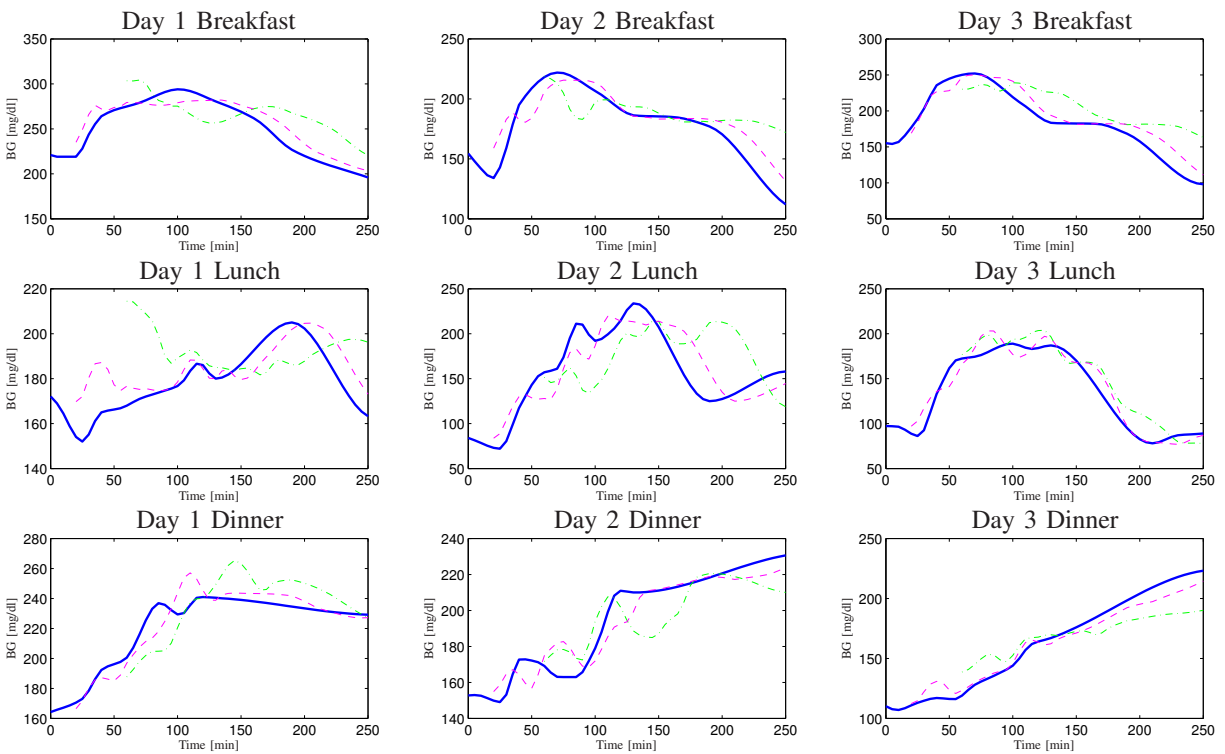 Day 1 Breakfast
350
300
250
200
150
BG [mg/dl]
0 50 100 150 200 250
Time [min]
Day 2 Breakfast
250
200
150
100
BG [mg/dl]
0 50 100 150 200 250
Time [min]
Day 3 Breakfast
300
250
200
150
100
50
BG [mg/dl]
0 50 100 150 200 250
Time [min]
Day 1 Lunch
220
200
180
160
140
BG [mg/dl]
0 50 100 150 200 250
Time [min]
Day 2 Lunch
250
200
150
100
50
BG [mg/dl]
0 50 100 150 200 250
Time [min]
Day 3 Lunch
250
200
150
100
50
BG [mg/dl]
0 50 100 150 200 250
Time [min]
Day 1 Dinner
280
260
240
220
200
180
160
BG [mg/dl]
0 50 100 150 200 250
Time [min]
Day 2 Dinner
240
220
200
180
160
140
BG [mg/dl]
0 50 100 150 200 250
Time [min]
Day 3 Dinner
250
200
150
100
BG [mg/dl]
0 50 100 150 200 250
Time [min]